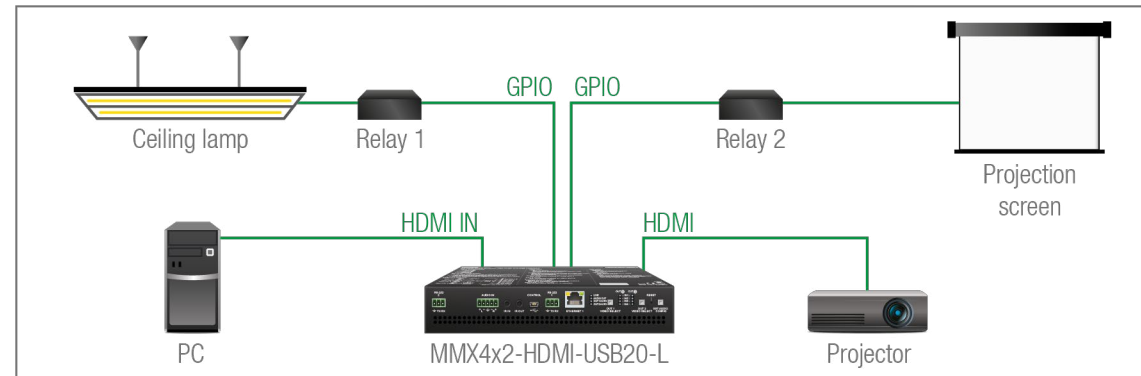 GPIO GPIO
Ceiling lamp
Relay 1
Relay 2
Projection
screen
HDMI IN
HDMI
PC
MMX4x2-HDMI-USB20-L
Projector